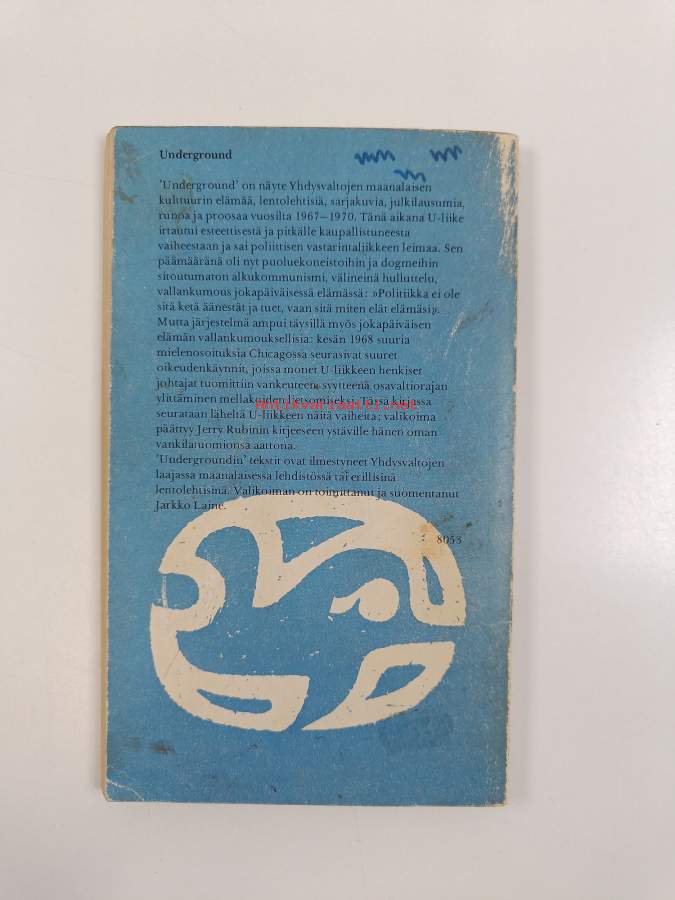 Underground
'Underground' on näyte Yhdysvaltojen maanalaisen
kulttuurin elämää, lentolehtisiä, sarjakuvia, julkilausumia,
runoa ja proosaa vuosilta 1967—1970. Tänä aikana U-liike
irtautui esteettisestä ja pitkälle kaupallistuneesta
vaiheestaan ja sai poliittisen vastarintaliikkeen leimaa. Sen
päämääränä oli nyt puoluekoneistoihin ja dogmeihin
sitoutumaton alkukommunismi, välineinä hulluttelu,
vallankumous jokapäiväisessä elämässä: »Politiikka ei ole
sitä ketä äänestät ja tuet, vaan sitä miten elät elämäsi».
Mutta järjestelmä ampui täysillä myös jokapäiväisen
elämän vallankumouksellisia: kesän 1968 suuria
mielenosoituksia Chicagossa seurasivat suuret
oikeudenkäynnit, joissa monet U-liikkeen henkiset
johtajat tuomittiin vankeuteen syytteenä osavaltiorajan
ylittäminen mellakoiden lietsomiseksi. Tässä kirjassa
antikvariaatti.net
seurataan läheltä U-liikkeen näitä vaiheita; valikoima
päättyy Jerry Rubinin kirjeeseen ystäville hänen oman
vankilatuomionsa aattona.
'Undergroundin' tekstit ovat ilmestyneet Yhdysvaltojen
laajassa maanalaisessa lehdistössä tai erillisinä
lentolehtisinä. Valikoiman on toimittanut ja suomentanut
Jarkko Laine.
8053